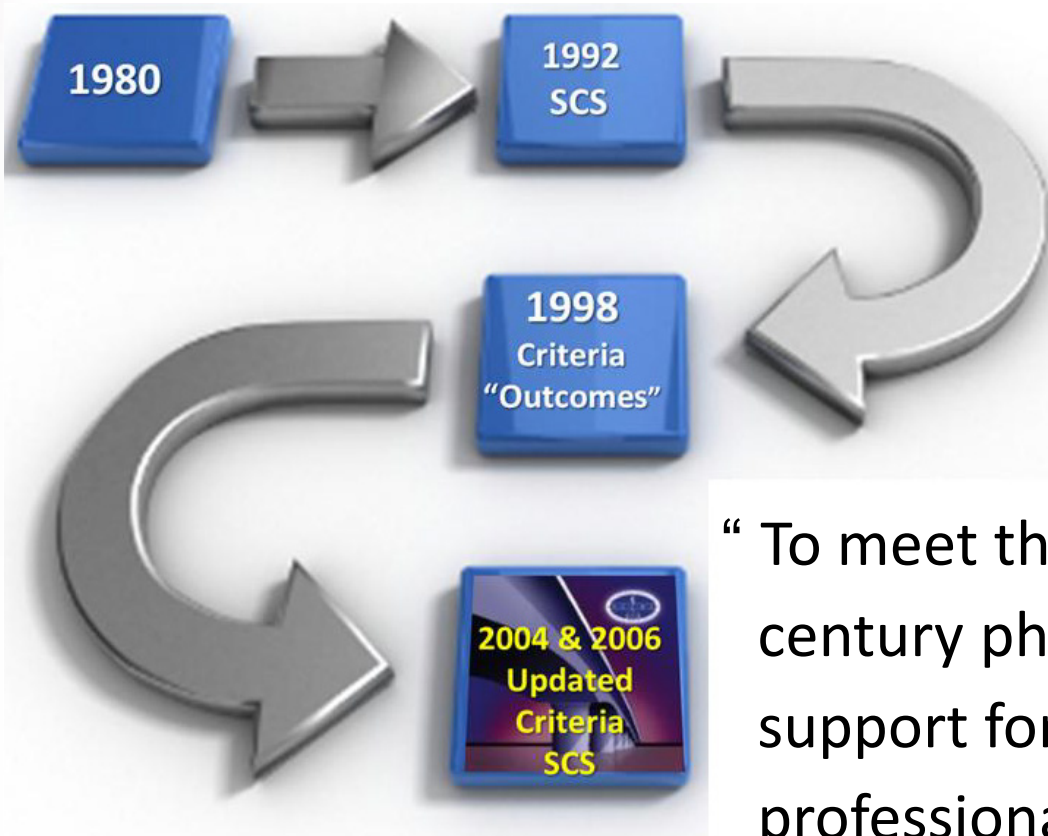 1980
1992
SCS
1998
Criteria
“Outcomes”
2004 & 2006
Updated
Criteria
SCS
“ To meet th
century ph
support for
professiona